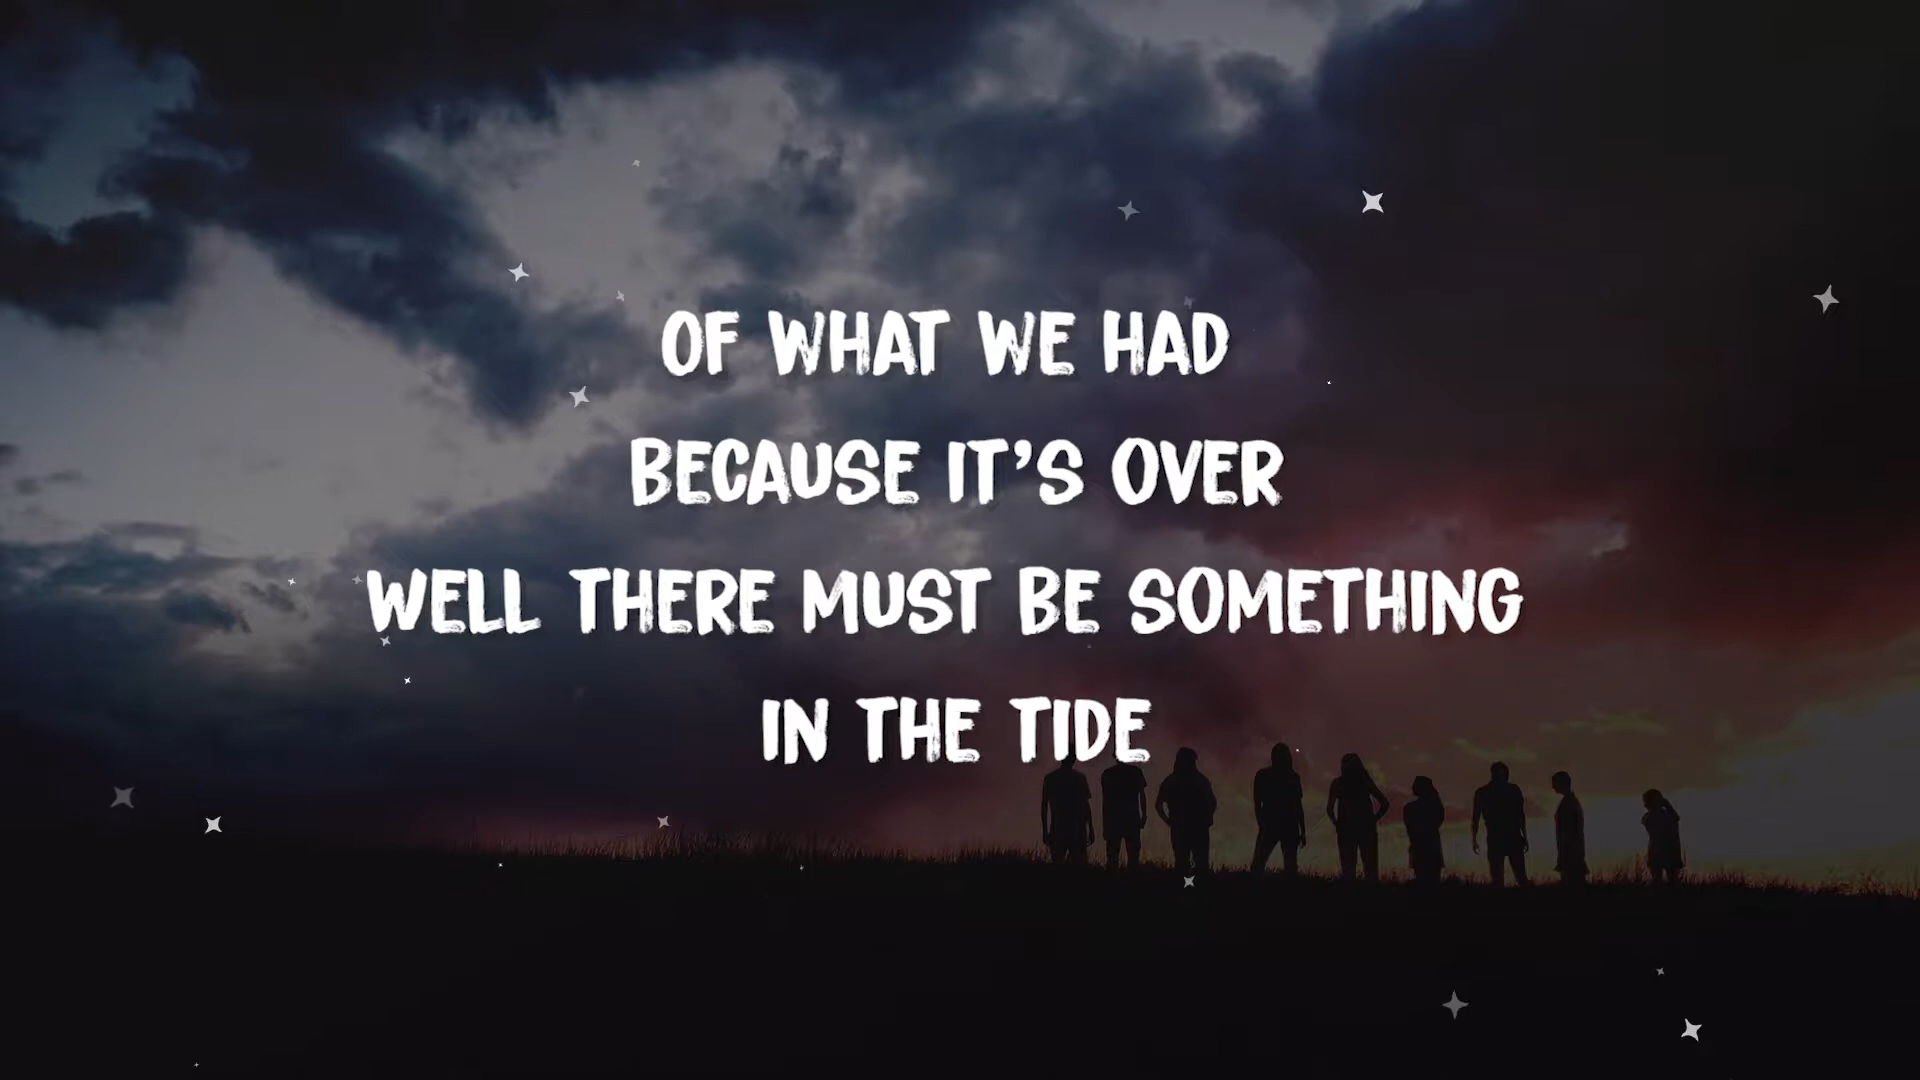 OF WHAT WE HAD
BECAUSE IT'S OVER
WELL THERE MUST BE SOMETHING
IN THE TIDE